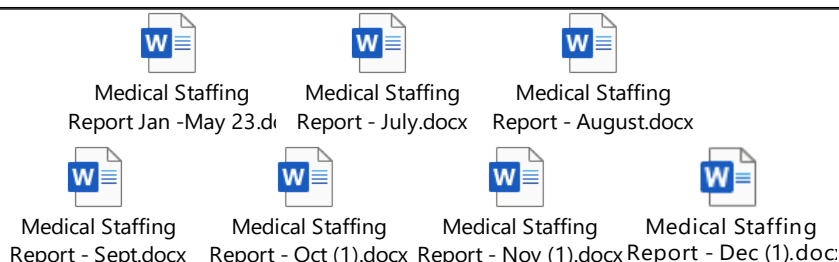 W W W
Medical Staffing Medical Staffing Medical Staffing
Report Jan -May 23.do Report - July.docx Report - August.docx
W W W W
Medical Staffing Medical Staffing Medical Staffing Medical Staffing
Report - Sept.docx Report - Oct (1).docx Report - Nov (1).docx Report - Dec (1).doc